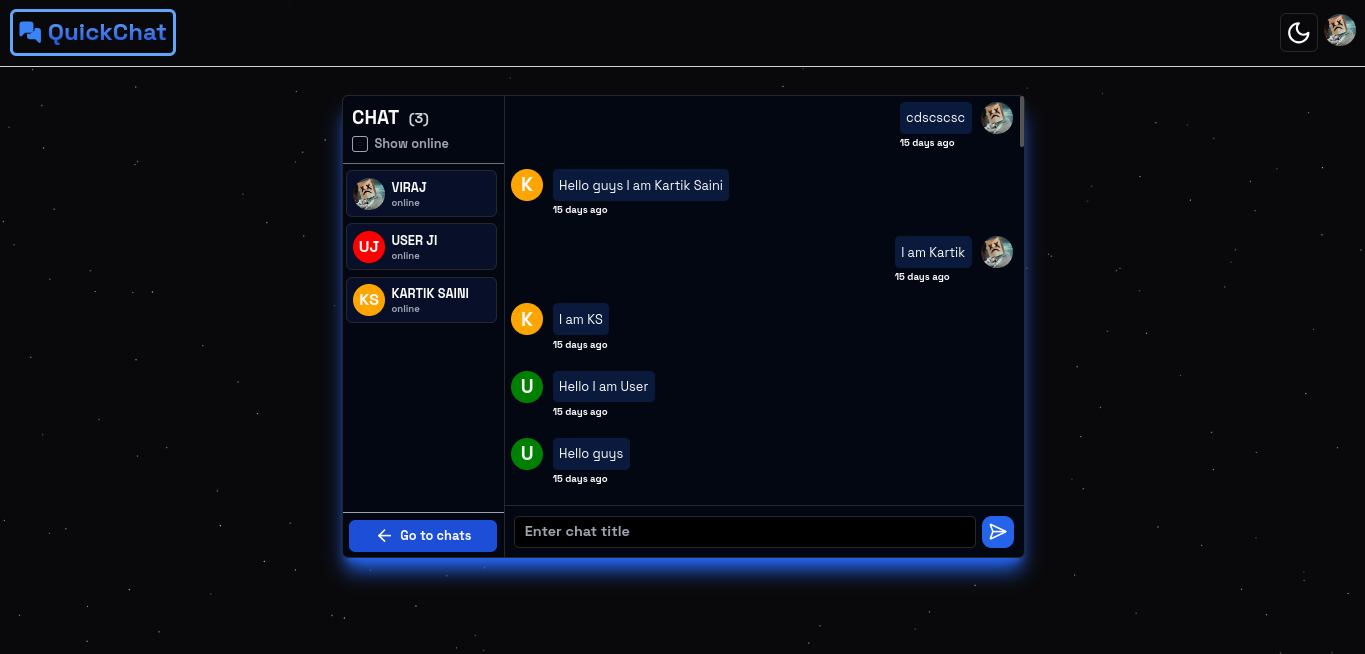 QuickChat
CHAT (3)
Show online
VIRAJ
online
UJ
USER JI
online
KS
KARTIK SAINI
online
Go to chats
cdscscsc
15 days ago
K
Hello guys I am Kartik Saini
15 days ago
I am Kartik
15 days ago
K
I am KS
15 days ago
U
Hello I am User
15 days ago
U
Hello guys
15 days ago
Enter chat title